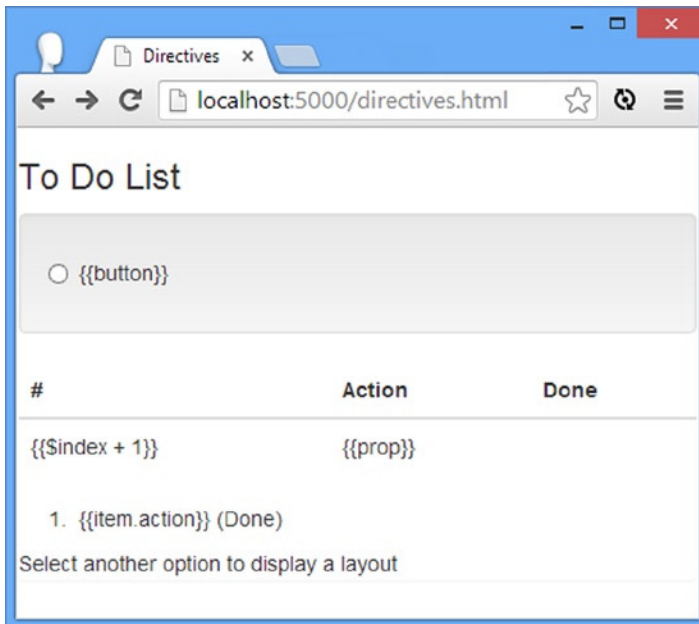 Directives
localhost:5000/directives.html
To Do List
{{button}}
# Action Done
{{$index + 1}} {{prop}}
1. {{item.action}} (Done)
Select another option to display a layout